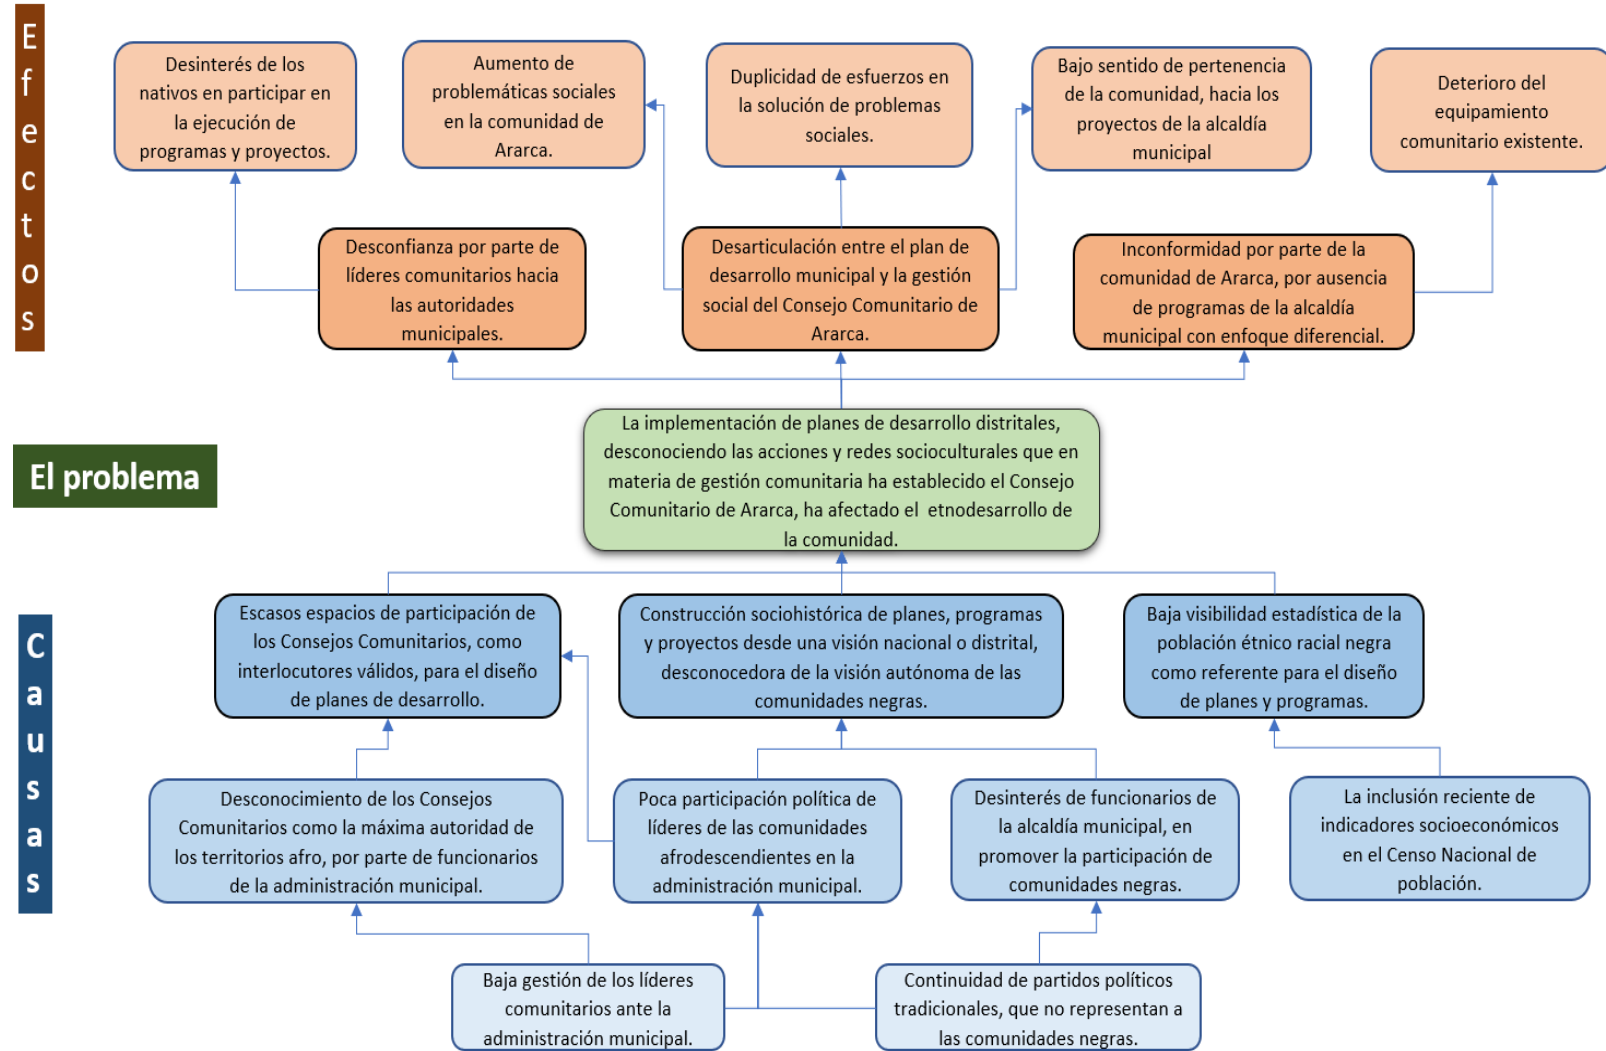 Efectos
Desinterés de los
nativos en participar en
la ejecución de
programas y proyectos.
Aumento de
problemáticas sociales
en la comunidad de
Ararca.
Duplicidad de esfuerzos en
la solución de problemas
sociales.
Bajo sentido de pertenencia
de la comunidad, hacia los
proyectos de la alcaldía
municipal
Deterioro del
equipamiento
comunitario existente.
Desconfianza por parte de
líderes comunitarios hacia
las autoridades
municipales.
Desarticulación entre el plan de
desarrollo municipal y la gestión
social del Consejo Comunitario de
Ararca.
Inconformidad por parte de la
comunidad de Ararca, por ausencia
de programas de la alcaldía
municipal con enfoque diferencial.
El problema
La implementación de planes de desarrollo distritales,
desconociendo las acciones y redes socioculturales que en
materia de gestión comunitaria ha establecido el Consejo
Comunitario de Ararca, ha afectado el etnodesarrollo de
la comunidad.
Causas
Escasos espacios de participación de
los Consejos Comunitarios, como
interlocutores válidos, para el diseño
de planes de desarrollo.
Construcción sociohistórica de planes, programas
y proyectos desde una visión nacional o distrital,
desconocedora de la visión autónoma de las
comunidades negras.
Baja visibilidad estadística de la
población étnico racial negra
como referente para el diseño
de planes y programas.
Desconocimiento de los Consejos
Comunitarios como la máxima autoridad de
los territorios afro, por parte de funcionarios
de la administración municipal.
Poca participación política de
líderes de las comunidades
afrodescendientes en la
administración municipal.
Desinterés de funcionarios de
la alcaldía municipal, en
promover la participación de
comunidades negras.
La inclusión reciente de
indicadores socioeconómicos
en el Censo Nacional de
población.
Baja gestión de los líderes
comunitarios ante la
administración municipal.
Continuidad de partidos políticos
tradicionales, que no representan a
las comunidades negras.